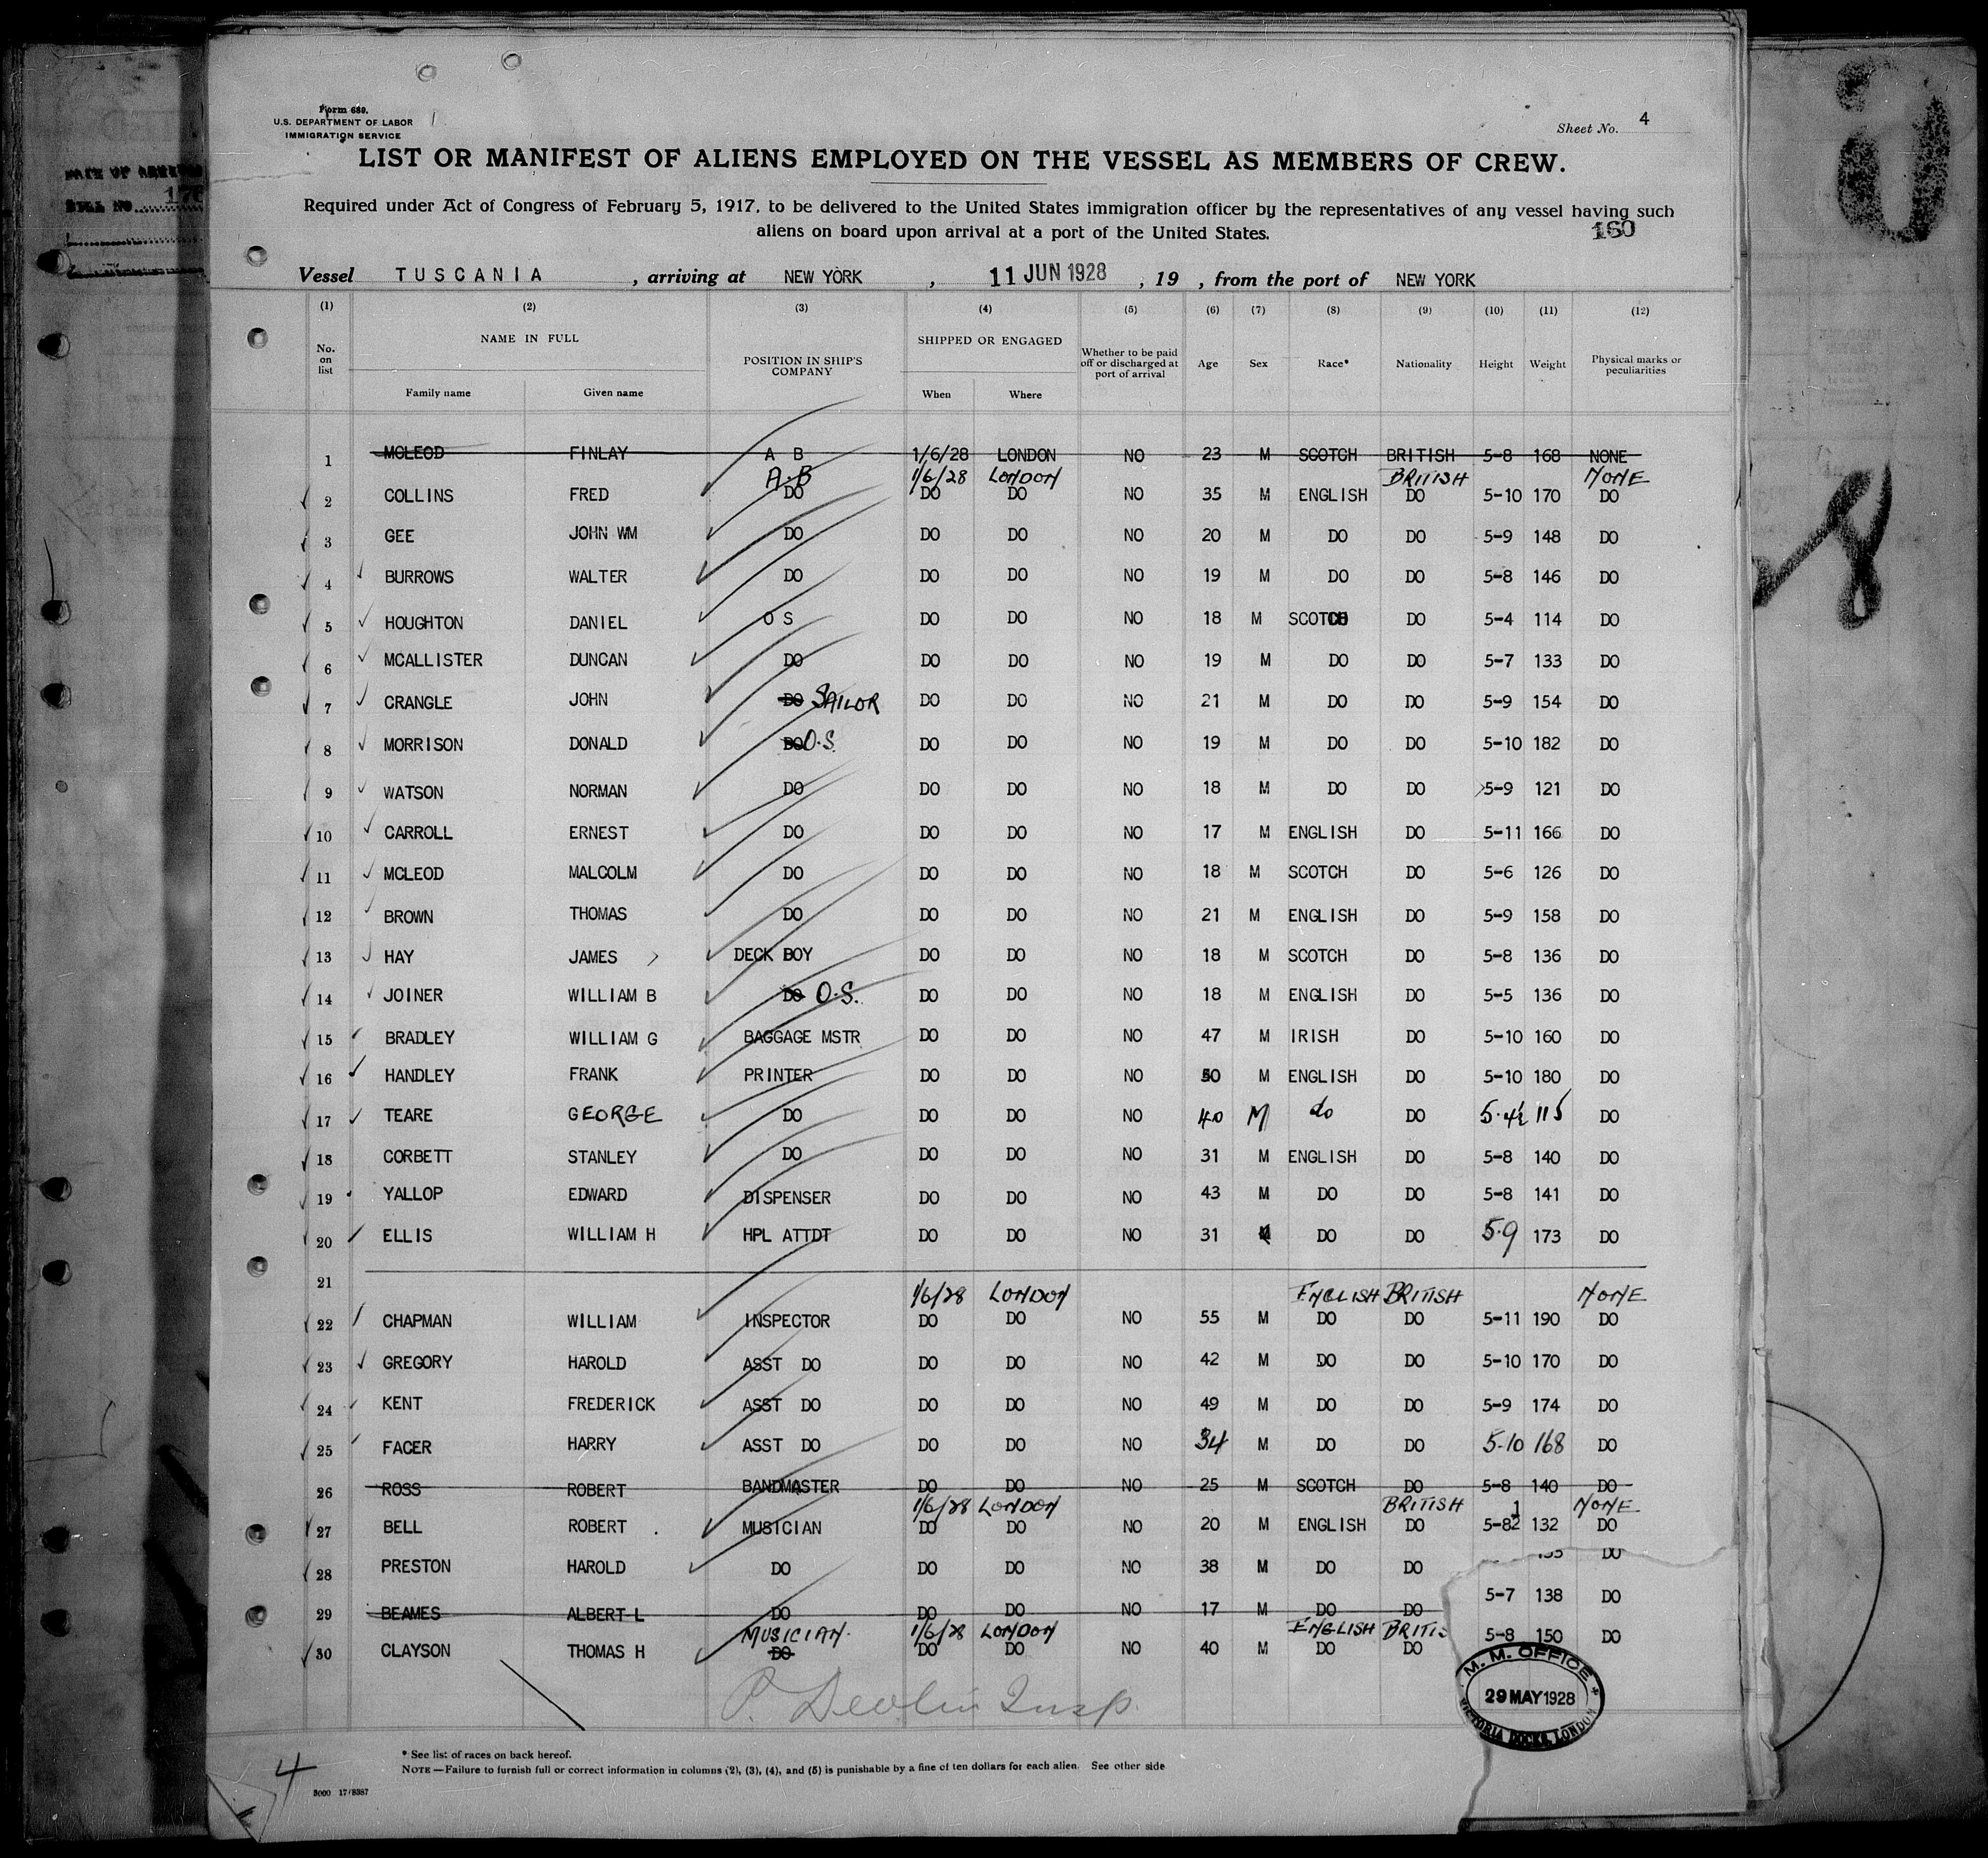 Form 689.
U.S. DEPARTMENT OF LABOR
IMMIGRATION SERVICE
Sheet No. 4
LIST OR MANIFEST OF ALIENS EMPLOYED ON THE VESSEL AS MEMBERS OF CREW.
Required under Act of Congress of February 5, 1917, to be delivered to the United States immigration officer by the representatives of any vessel having such
aliens on board upon arrival at a port of the United States.
160
Vessel TUSCANIA , arriving at NEW YORK , 11 JUN 1928 , 19 , from the port of NEW YORK
(1) (2) (3) (4) (5) (6) (7) (8) (9) (10) (11) (12)
No. on list NAME IN FULL Family name Given name POSITION IN SHIP'S COMPANY SHIPPED OR ENGAGED When Where Whether to be paid off or discharged at port of arrival Age Sex Race* Nationality Height Weight Physical marks or peculiarities
1 MCLEOD FINLAY A B 1/6/28 LONDON NO 23 M SCOTCH BRITISH 5-8 168 NONE
A.B 1/6/28 LONDON BRITISH NONE
2 COLLINS FRED DO DO DO NO 35 M ENGLISH DO 5-10 170 DO
3 GEE JOHN WM DO DO DO NO 20 M DO DO 5-9 148 DO
4 BURROWS WALTER DO DO DO NO 19 M DO DO 5-8 146 DO
5 HOUGHTON DANIEL O S DO DO NO 18 M SCOTCH DO 5-4 114 DO
6 MCALLISTER DUNCAN DO DO DO NO 19 M DO DO 5-7 133 DO
7 CRANGLE JOHN DO SAILOR DO DO NO 21 M DO DO 5-9 154 DO
8 MORRISON DONALD DO O.S. DO DO NO 19 M DO DO 5-10 182 DO
9 WATSON NORMAN DO DO DO NO 18 M DO DO 5-9 121 DO
10 CARROLL ERNEST DO DO DO NO 17 M ENGLISH DO 5-11 166 DO
11 MCLEOD MALCOLM DO DO DO NO 18 M SCOTCH DO 5-6 126 DO
12 BROWN THOMAS DO DO DO NO 21 M ENGLISH DO 5-9 158 DO
13 HAY JAMES DECK BOY DO DO NO 18 M SCOTCH DO 5-8 136 DO
14 JOINER WILLIAM B DO O.S. DO DO NO 18 M ENGLISH DO 5-5 136 DO
15 BRADLEY WILLIAM G BAGGAGE MSTR DO DO NO 47 M IRISH DO 5-10 160 DO
16 HANDLEY FRANK PRINTER DO DO NO 50 M ENGLISH DO 5-10 180 DO
17 TEARE GEORGE DO DO DO NO 40 M do DO 5.4½ 115 DO
18 CORBETT STANLEY DO DO DO NO 31 M ENGLISH DO 5-8 140 DO
19 YALLOP EDWARD DISPENSER DO DO NO 43 M DO DO 5-8 141 DO
20 ELLIS WILLIAM H HPL ATTDT DO DO NO 31 M DO DO 5.9 173 DO
21
1/6/28 LONDON ENGLISH BRITISH NONE
22 CHAPMAN WILLIAM INSPECTOR DO DO NO 55 M DO DO 5-11 190 DO
23 GREGORY HAROLD ASST DO DO DO NO 42 M DO DO 5-10 170 DO
24 KENT FREDERICK ASST DO DO DO NO 49 M DO DO 5-9 174 DO
25 FACER HARRY ASST DO DO DO NO 34 M DO DO 5-10 168 DO
26 ROSS ROBERT BANDMASTER DO DO NO 25 M SCOTCH DO 5-8 140 DO
1/6/28 LONDON BRITISH NONE
27 BELL ROBERT MUSICIAN DO DO NO 20 M ENGLISH DO 5-8½ 132 DO
28 PRESTON HAROLD DO DO DO NO 38 M DO DO DO
5-7 138 DO
29 BEAMES ALBERT L DO DO DO NO 17 M DO DO
MUSICIAN. 1/6/28 LONDON ENGLISH BRITIS
5-8 150 DO
30 CLAYSON THOMAS H DO DO DO NO 40 M DO DO
P. Devlin Insp.
M. M. OFFICE
29 MAY 1928
VICTORIA DOCKS, LONDON
* See list of races on back hereof.
NOTE—Failure to furnish full or correct information in columns (2), (3), (4), and (5) is punishable by a fine of ten dollars for each alien. See other side
4
5000 17/8387